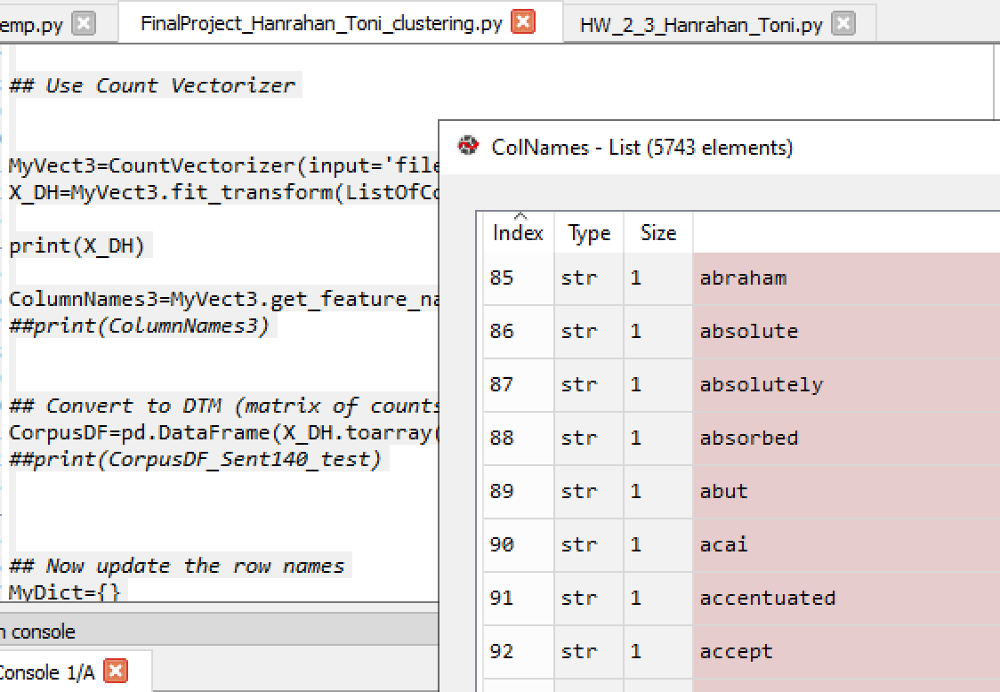 emp.py
FinalProject_Hanrahan_Toni_clustering.py
HW_2_3_Hanrahan_Toni.py
## Use Count Vectorizer
MyVect3=CountVectorizer(input='file
X_DH=MyVect3.fit_transform(ListOfCo
print(X_DH)
ColumnNames3=MyVect3.get_feature_na
##print(ColumnNames3)
## Convert to DTM (matrix of counts
CorpusDF=pd.DataFrame(X_DH.toarray(
##print(CorpusDF_Sent140_test)
## Now update the row names
MyDict={}
n console
Console 1/A
ColNames - List (5743 elements)
Index Type Size
85 str 1 abraham
86 str 1 absolute
87 str 1 absolutely
88 str 1 absorbed
89 str 1 abut
90 str 1 acai
91 str 1 accentuated
92 str 1 accept